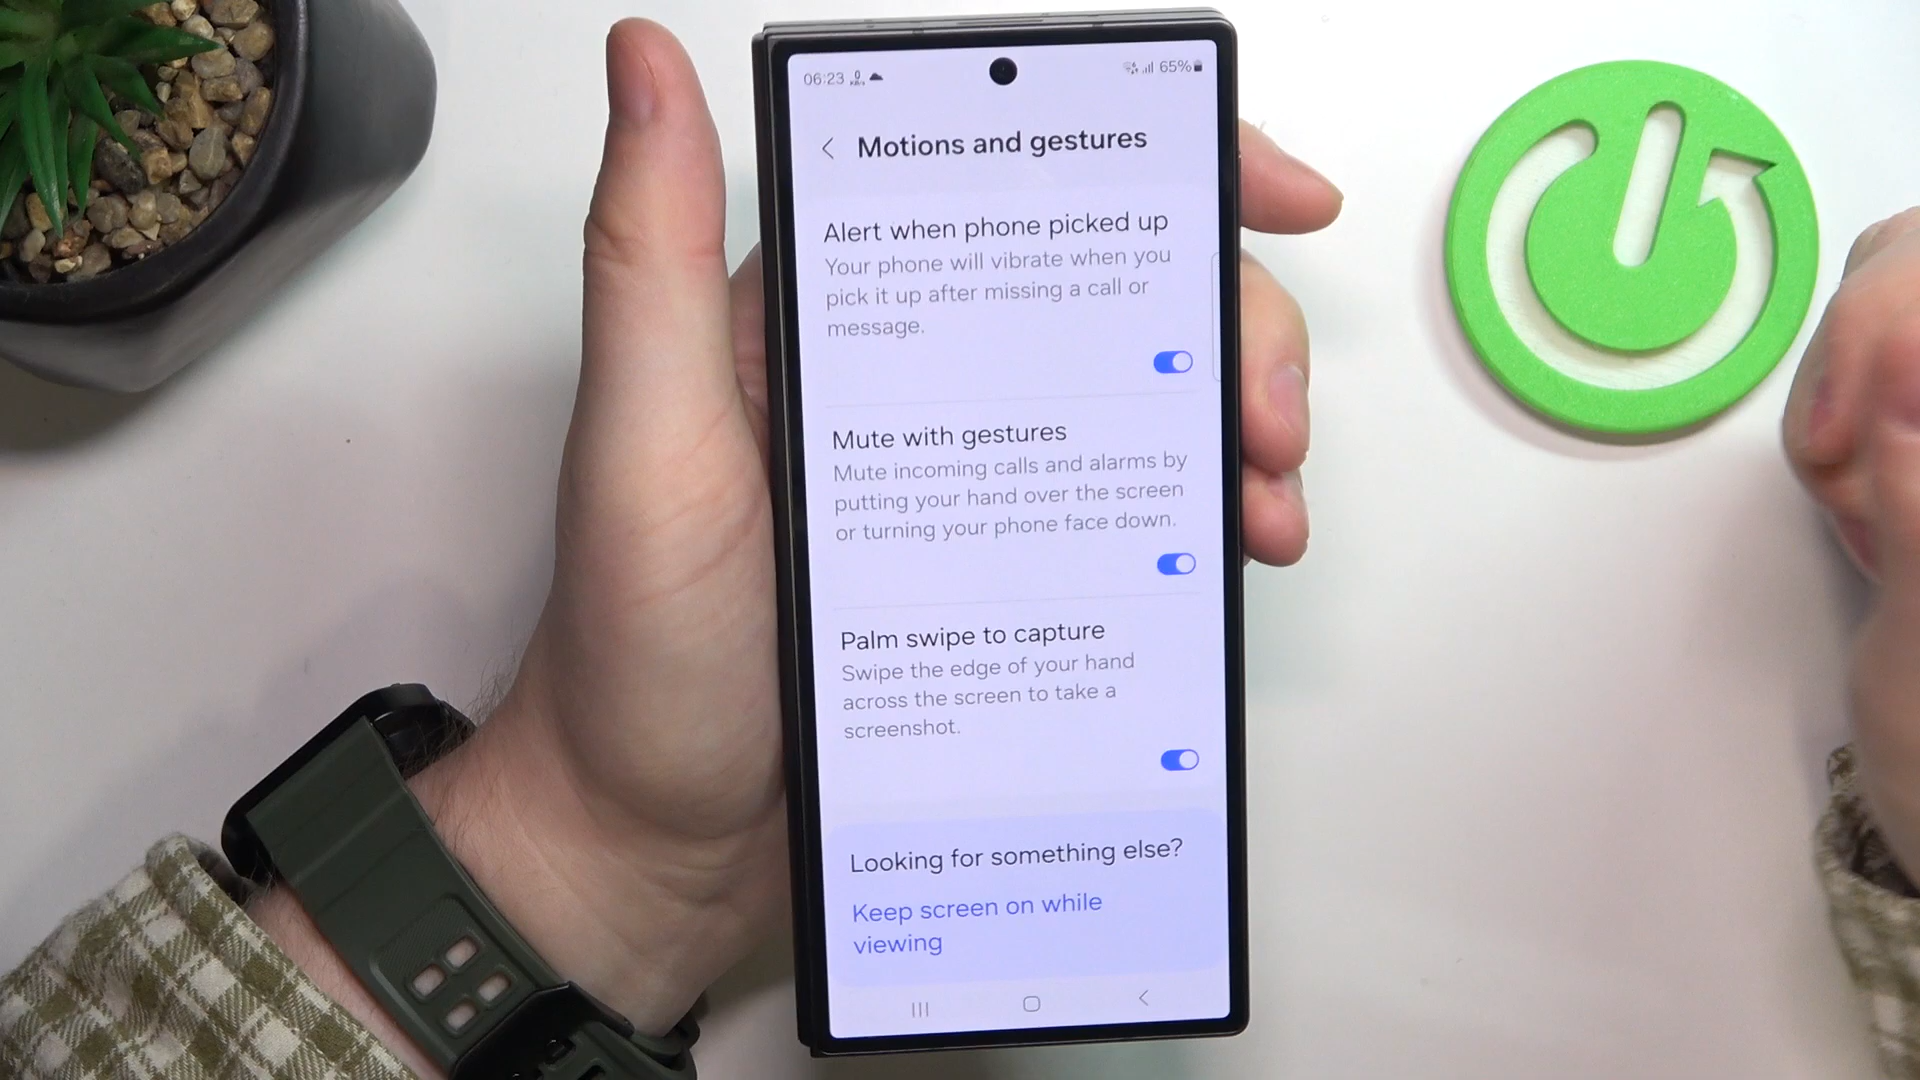 06:23
65%
Motions and gestures
Alert when phone picked up
Your phone will vibrate when you
pick it up after missing a call or
message.
Mute with gestures
Mute incoming calls and alarms by
putting your hand over the screen
or turning your phone face down.
Palm swipe to capture
Swipe the edge of your hand
across the screen to take a
screenshot.
Looking for something else?
Keep screen on while
viewing